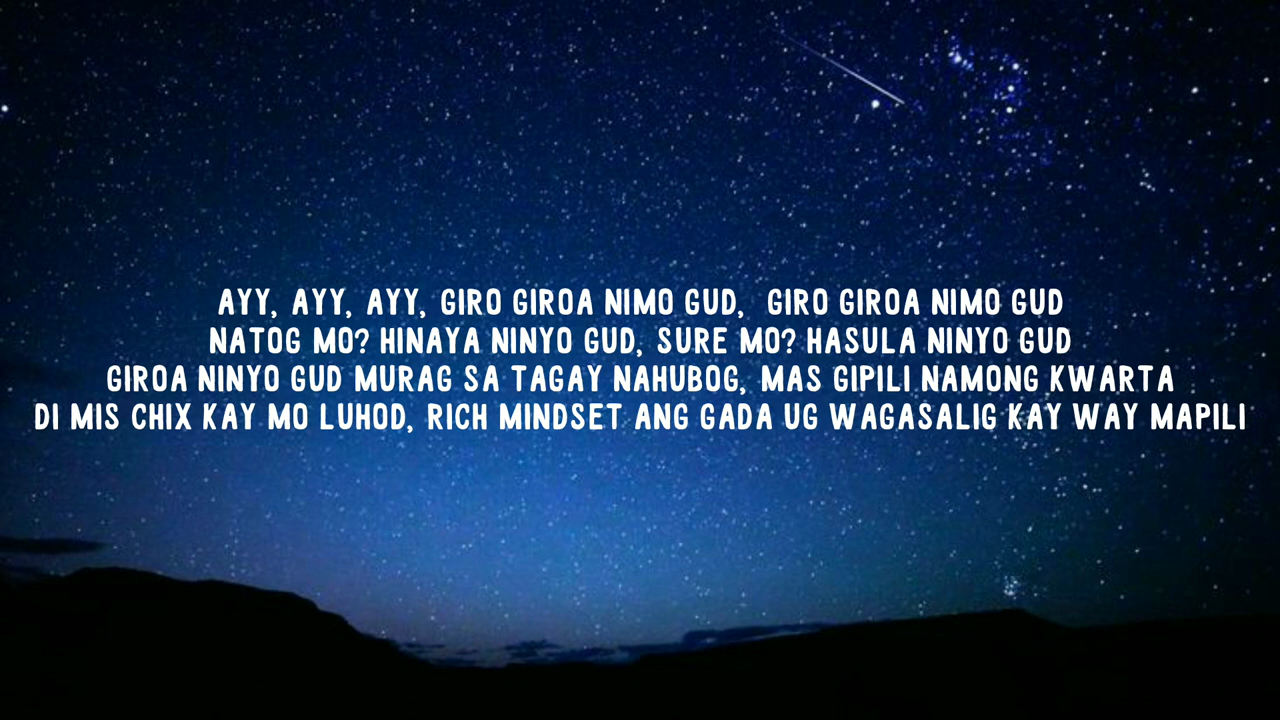 AYY, AYY, AYY, GIRO GIROA NIMO GUD, GIRO GIROA NIMO GUD
NATOG MO? HINAYA NINYO GUD, SURE MO? HASULA NINYO GUD
GIROA NINYO GUD MURAG SA TAGAY NAHUBOG, MAS GIPILI NAMONG KWARTA
DI MIS CHIX KAY MO LUHOD, RICH MINDSET ANG GADA UG WAGASALIG KAY WAY MAPILI